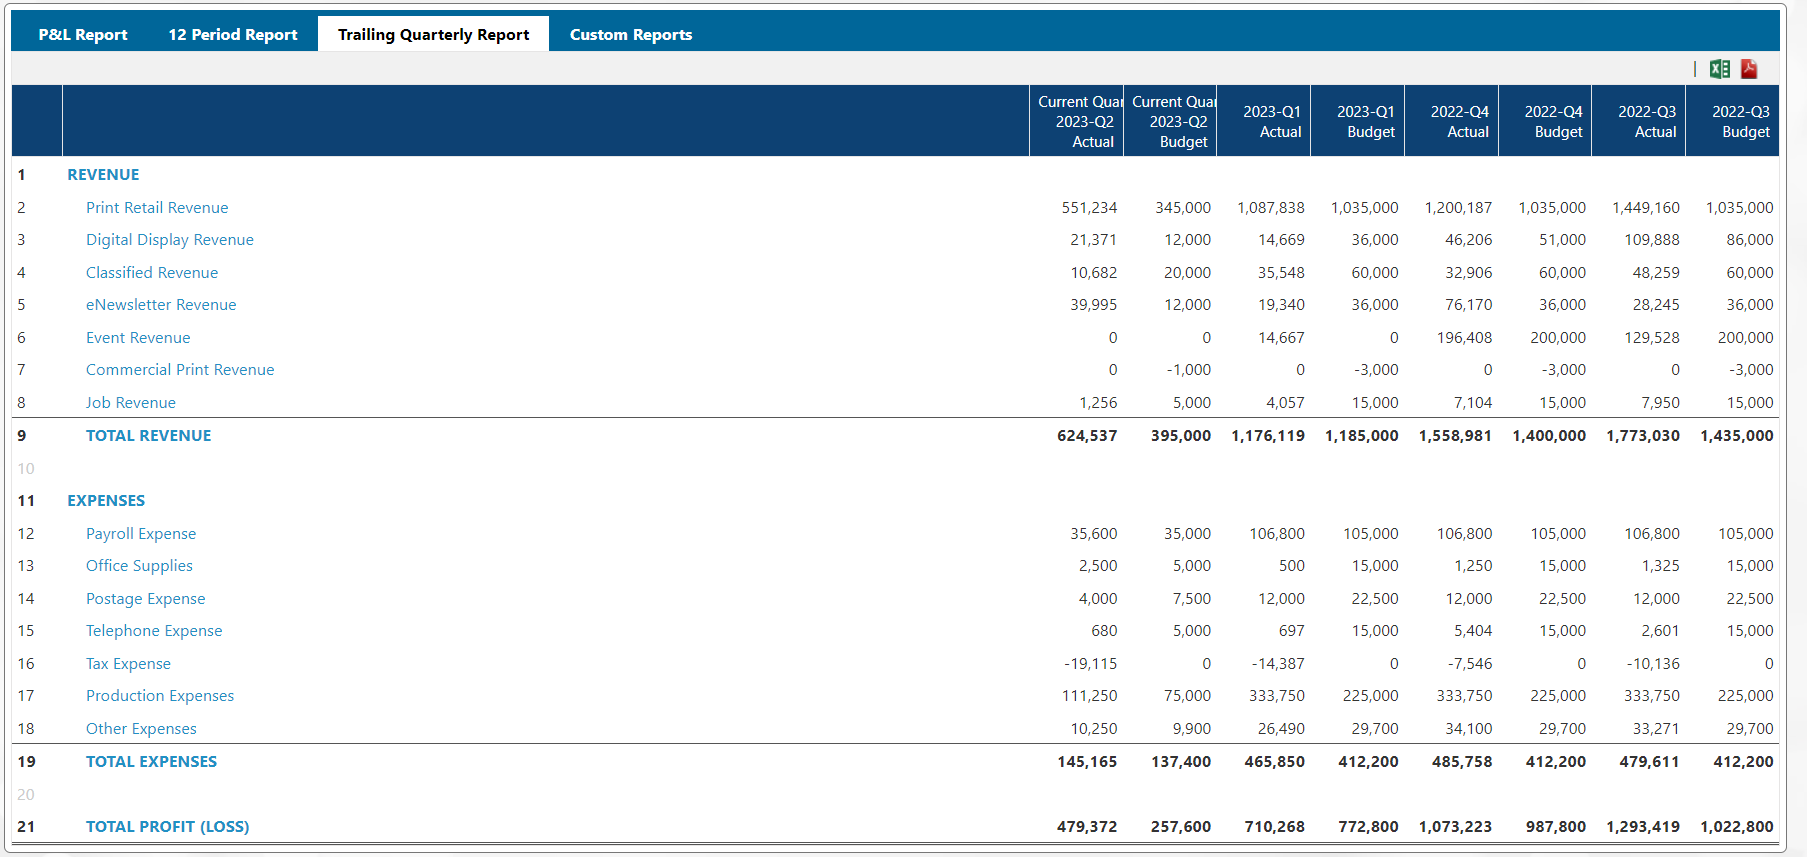 P&L Report 12 Period Report Trailing Quarterly Report Custom Reports
Current Quar Current Quar
2023-Q2 2023-Q2 2023-Q1 2023-Q1 2022-Q4 2022-Q4 2022-Q3 2022-Q3
Actual Budget Actual Budget Actual Budget Actual Budget
1 REVENUE
2 Print Retail Revenue 551,234 345,000 1,087,838 1,035,000 1,200,187 1,035,000 1,449,160 1,035,000
3 Digital Display Revenue 21,371 12,000 14,669 36,000 46,206 51,000 109,888 86,000
4 Classified Revenue 10,682 20,000 35,548 60,000 32,906 60,000 48,259 60,000
5 eNewsletter Revenue 39,995 12,000 19,340 36,000 76,170 36,000 28,245 36,000
6 Event Revenue 0 0 14,667 0 196,408 200,000 129,528 200,000
7 Commercial Print Revenue 0 -1,000 0 -3,000 0 -3,000 0 -3,000
8 Job Revenue 1,256 5,000 4,057 15,000 7,104 15,000 7,950 15,000
9 TOTAL REVENUE 624,537 395,000 1,176,119 1,185,000 1,558,981 1,400,000 1,773,030 1,435,000
10
11 EXPENSES
12 Payroll Expense 35,600 35,000 106,800 105,000 106,800 105,000 106,800 105,000
13 Office Supplies 2,500 5,000 500 15,000 1,250 15,000 1,325 15,000
14 Postage Expense 4,000 7,500 12,000 22,500 12,000 22,500 12,000 22,500
15 Telephone Expense 680 5,000 697 15,000 5,404 15,000 2,601 15,000
16 Tax Expense -19,115 0 -14,387 0 -7,546 0 -10,136 0
17 Production Expenses 111,250 75,000 333,750 225,000 333,750 225,000 333,750 225,000
18 Other Expenses 10,250 9,900 26,490 29,700 34,100 29,700 33,271 29,700
19 TOTAL EXPENSES 145,165 137,400 465,850 412,200 485,758 412,200 479,611 412,200
20
21 TOTAL PROFIT (LOSS) 479,372 257,600 710,268 772,800 1,073,223 987,800 1,293,419 1,022,800